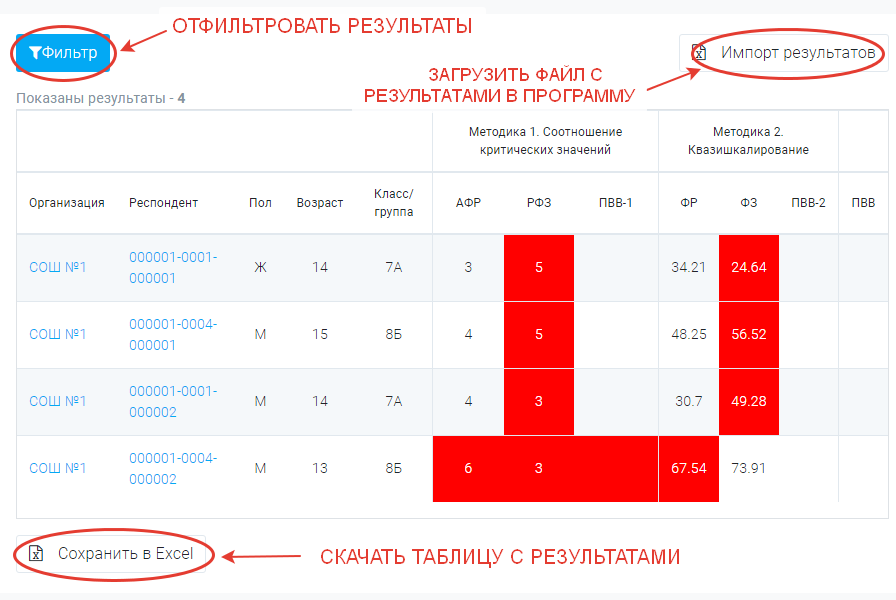 ОТФИЛЬТРОВАТЬ РЕЗУЛЬТАТЫ
Фильтр
Импорт результатов
ЗАГРУЗИТЬ ФАЙЛ С
РЕЗУЛЬТАТАМИ В ПРОГРАММУ
Показаны результаты - 4
Методика 1. Соотношение критических значений
Методика 2. Квазишкалирование
Организация Респондент Пол Возраст Класс/группа АФР РФЗ ПВВ-1 ФР ФЗ ПВВ-2 ПВВ
СОШ №1 000001-0001-000001 Ж 14 7А 3 5 34.21 24.64
СОШ №1 000001-0004-000001 М 15 8Б 4 5 48.25 56.52
СОШ №1 000001-0001-000002 М 14 7А 4 3 30.7 49.28
СОШ №1 000001-0004-000002 М 13 8Б 6 3 67.54 73.91
Сохранить в Excel
СКАЧАТЬ ТАБЛИЦУ С РЕЗУЛЬТАТАМИ